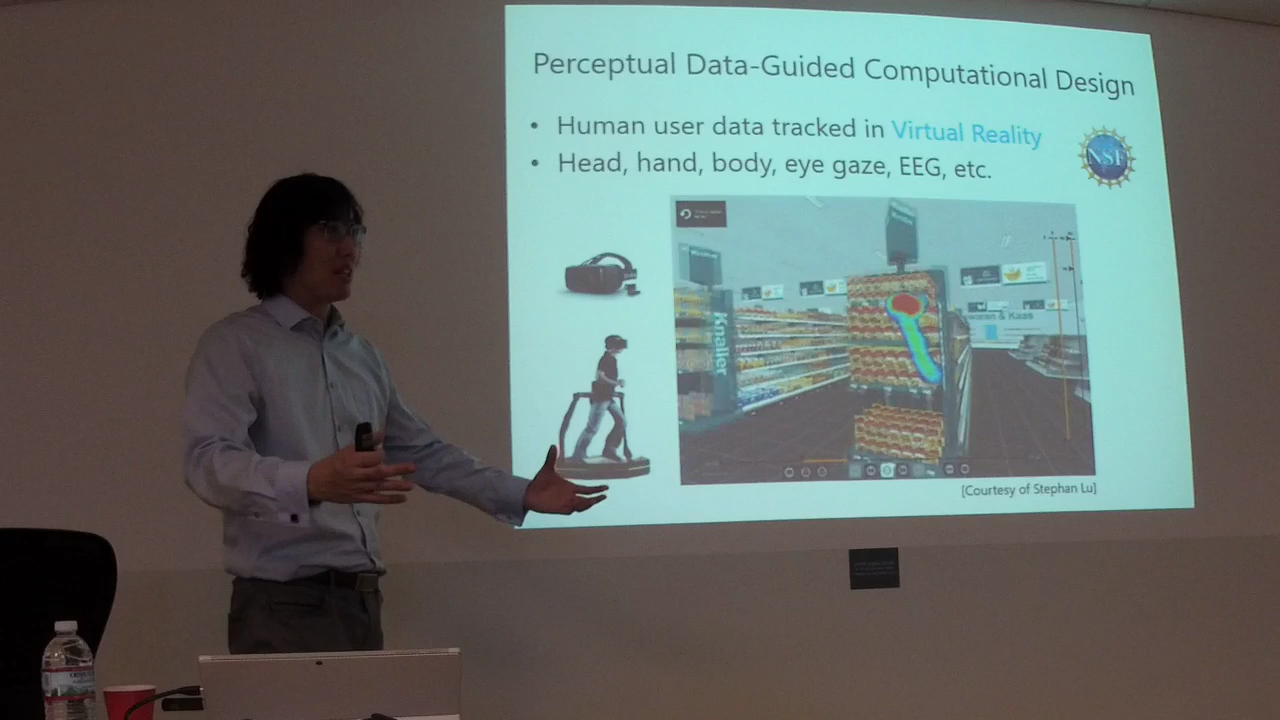 Perceptual Data-Guided Computational Design
• Human user data tracked in Virtual Reality
• Head, hand, body, eye gaze, EEG, etc.
NSF
Knaller
& Kaas
[Courtesy of Stephan Lu]